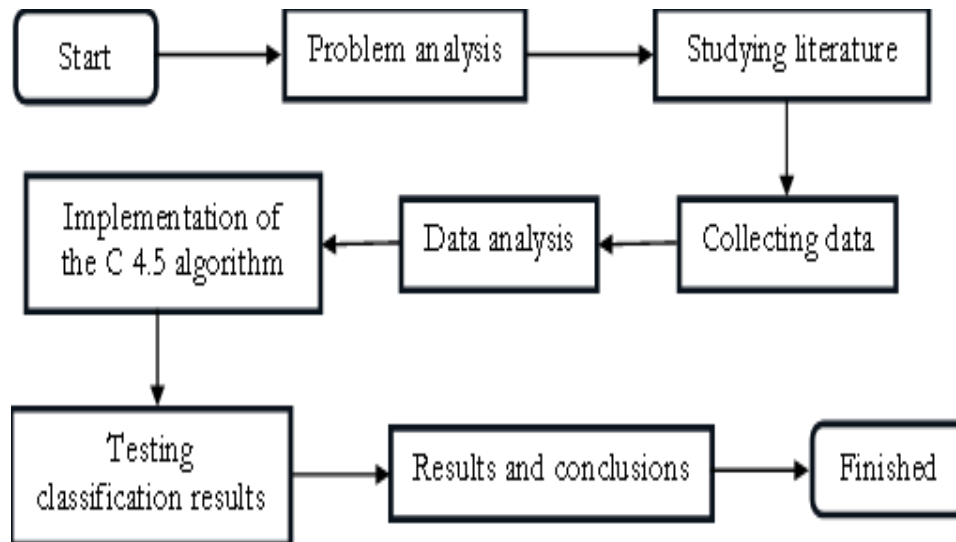 Start
Problem analysis
Studying literature
Collecting data
Data analysis
Implementation of
the C 4.5 algorithm
Testing
classification results
Results and conclusions
Finished